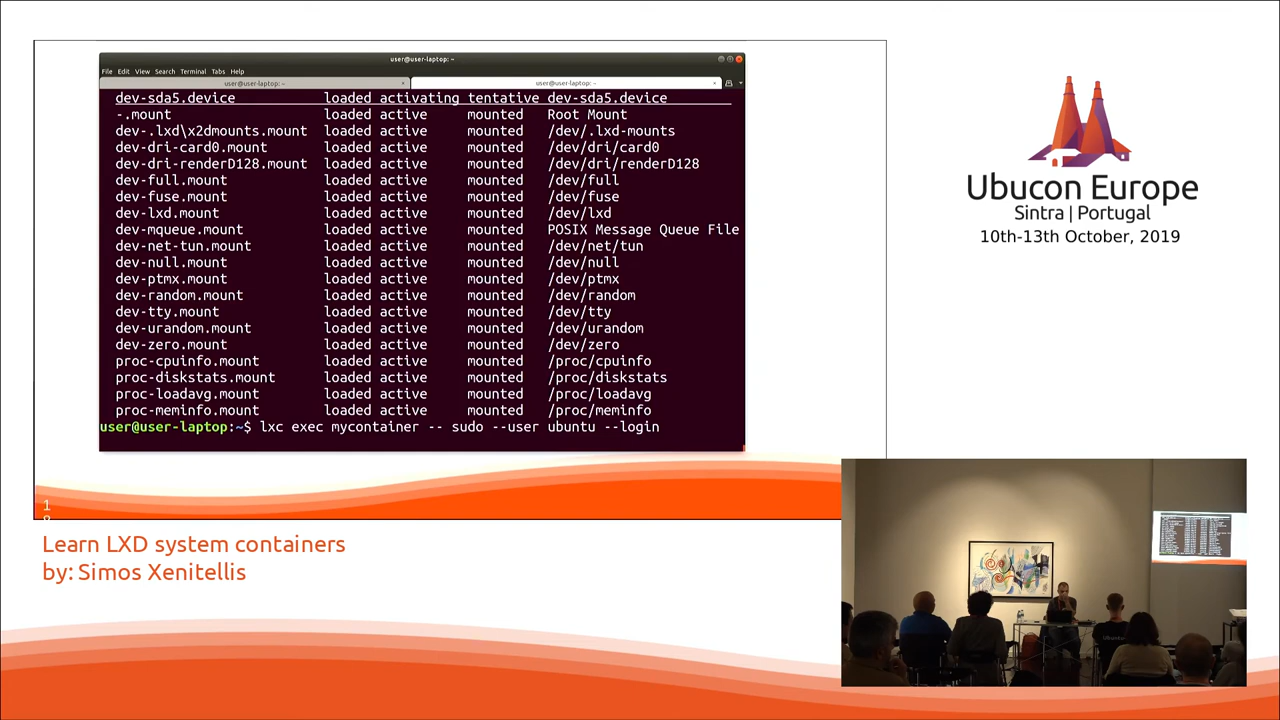 user@user-laptop: ~
File Edit View Search Terminal Tabs Help
user@user-laptop: ~ × user@user-laptop: ~ ×
dev-sda5.device loaded activating tentative dev-sda5.device
-.mount loaded active mounted Root Mount
dev-.lxd\x2dmounts.mount loaded active mounted /dev/.lxd-mounts
dev-dri-card0.mount loaded active mounted /dev/dri/card0
dev-dri-renderD128.mount loaded active mounted /dev/dri/renderD128
dev-full.mount loaded active mounted /dev/full
dev-fuse.mount loaded active mounted /dev/fuse
dev-lxd.mount loaded active mounted /dev/lxd
dev-mqueue.mount loaded active mounted POSIX Message Queue File
dev-net-tun.mount loaded active mounted /dev/net/tun
dev-null.mount loaded active mounted /dev/null
dev-ptmx.mount loaded active mounted /dev/ptmx
dev-random.mount loaded active mounted /dev/random
dev-tty.mount loaded active mounted /dev/tty
dev-urandom.mount loaded active mounted /dev/urandom
dev-zero.mount loaded active mounted /dev/zero
proc-cpuinfo.mount loaded active mounted /proc/cpuinfo
proc-diskstats.mount loaded active mounted /proc/diskstats
proc-loadavg.mount loaded active mounted /proc/loadavg
proc-meminfo.mount loaded active mounted /proc/meminfo
user@user-laptop:~$ lxc exec mycontainer -- sudo --user ubuntu --login
1
Ubucon Europe
Sintra | Portugal
10th-13th October, 2019
Learn LXD system containers
by: Simos Xenitellis